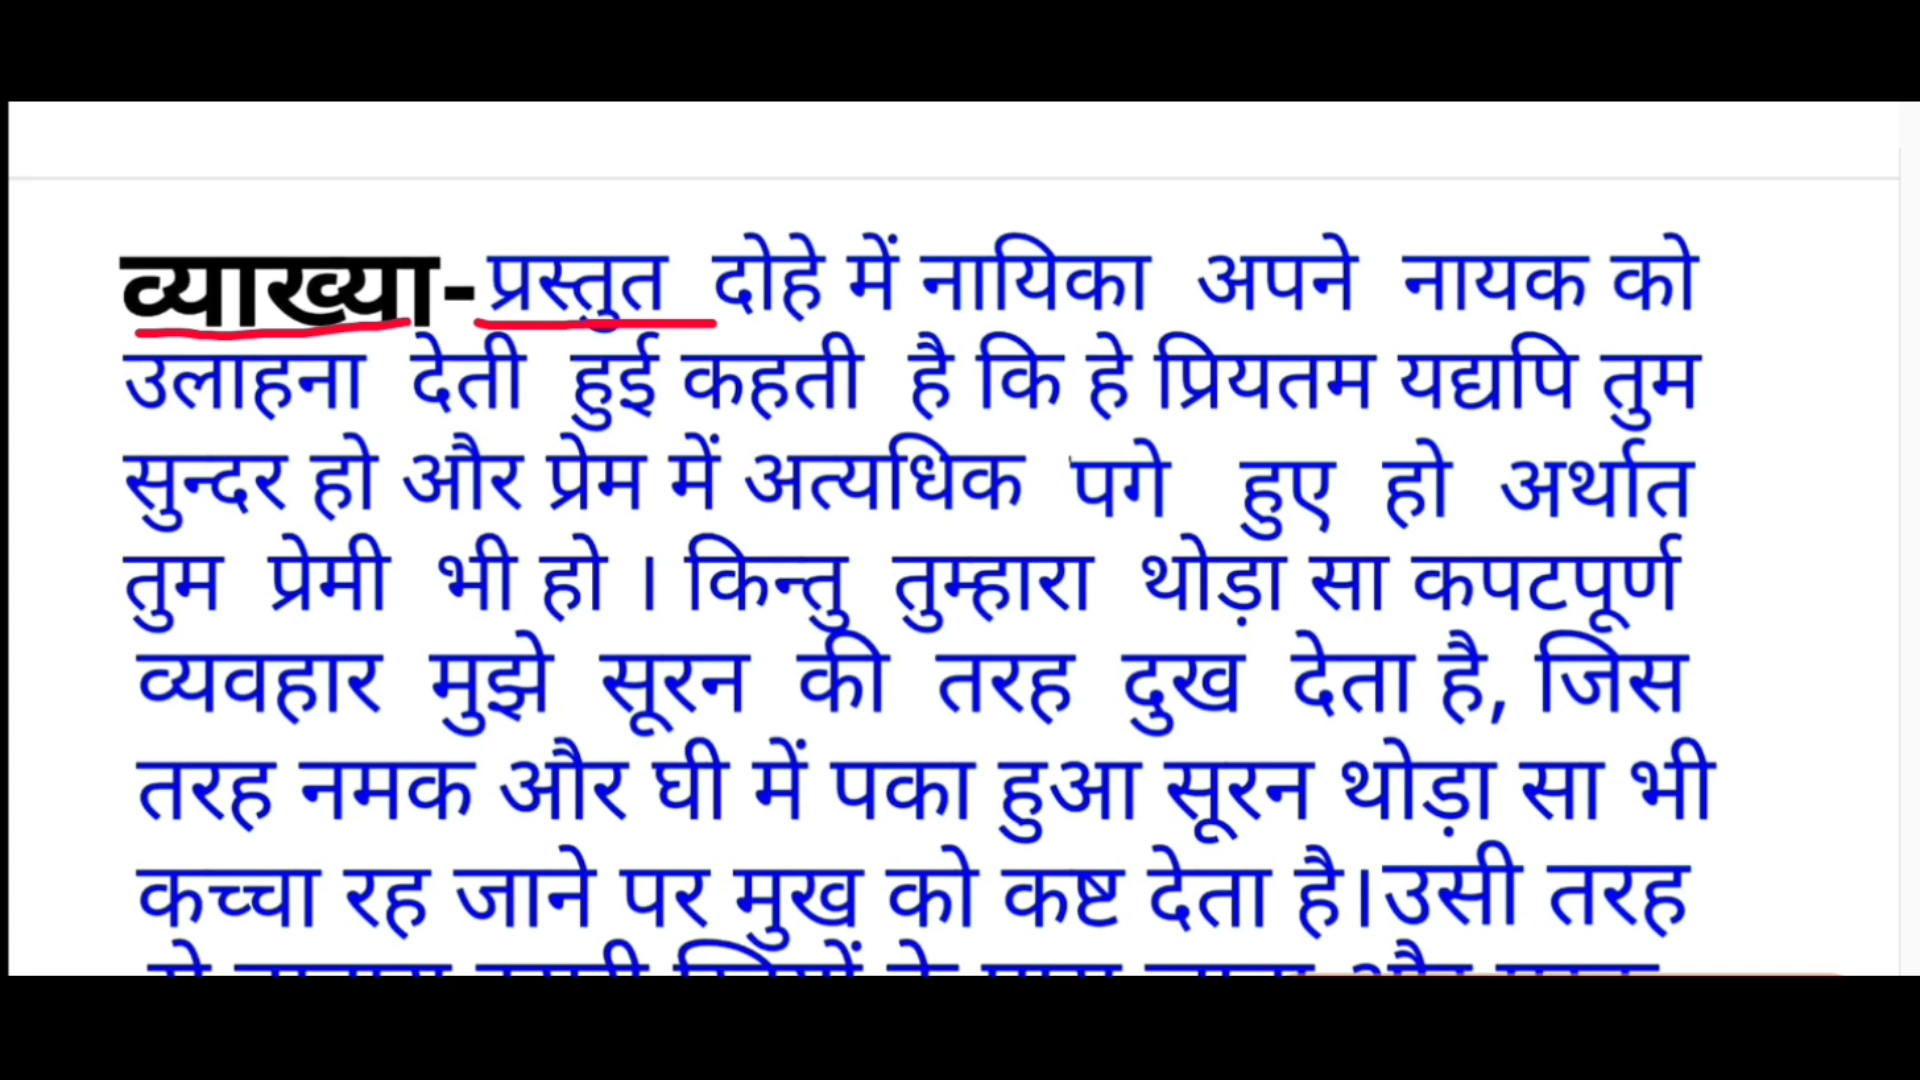 व्याख्या-प्रस्तुत दोहे में नायिका अपने नायक को
उलाहना देती हुई कहती है कि हे प्रियतम यद्यपि तुम
सुन्दर हो और प्रेम में अत्यधिक पगे हुए हो अर्थात
तुम प्रेमी भी हो । किन्तु तुम्हारा थोड़ा सा कपटपूर्ण
व्यवहार मुझे सूरन की तरह दुख देता है, जिस
तरह नमक और घी में पका हुआ सूरन थोड़ा सा भी
कच्चा रह जाने पर मुख को कष्ट देता है।उसी तरह